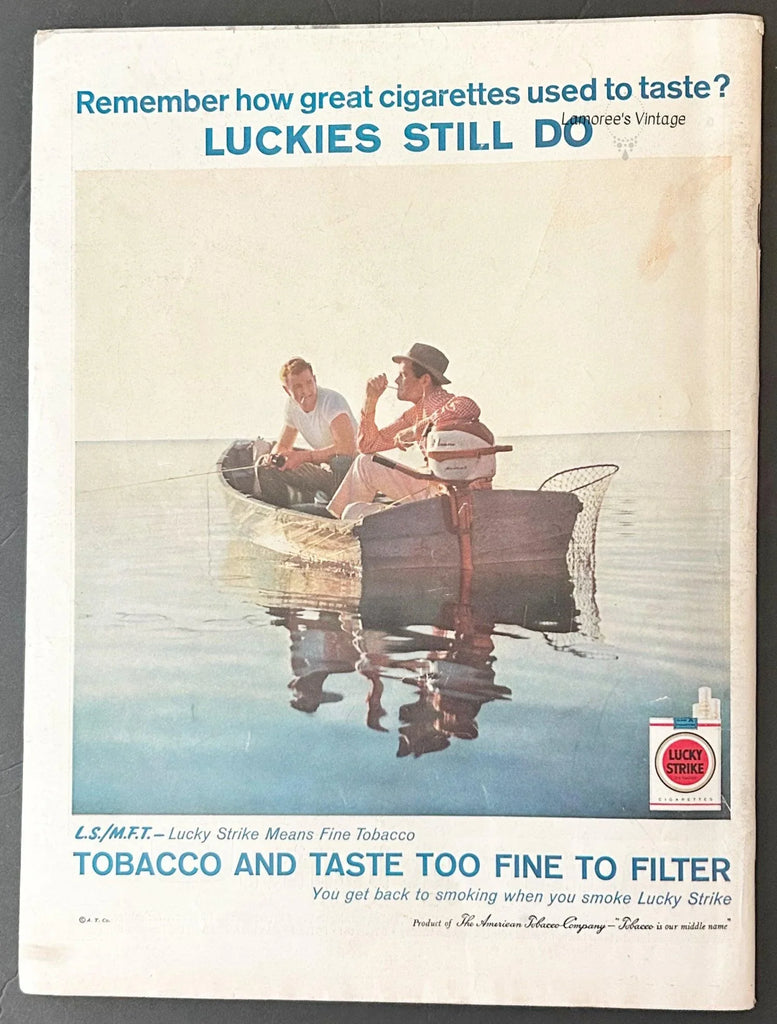 Remember how great cigarettes used to taste?
LUCKIES STILL DO
Lamoree's Vintage
LUCKY
STRIKE
CIGARETTES
L.S./M.F.T. – Lucky Strike Means Fine Tobacco
TOBACCO AND TASTE TOO FINE TO FILTER
You get back to smoking when you smoke Lucky Strike
© A. T. Co.
Product of The American Tobacco Company – "Tobacco is our middle name"